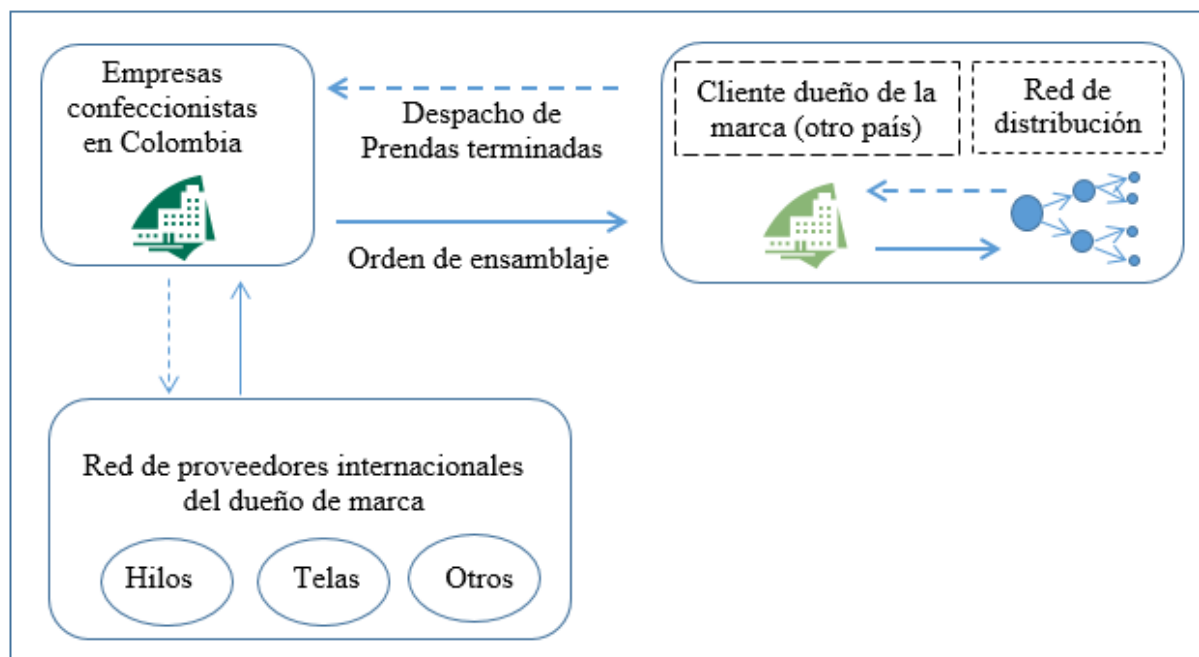 Empresas
confeccionistas
en Colombia
Despacho de
Prendas terminadas
Orden de ensamblaje
Cliente dueño de la
marca (otro país)
Red de
distribución
Red de proveedores internacionales
del dueño de marca
Hilos
Telas
Otros